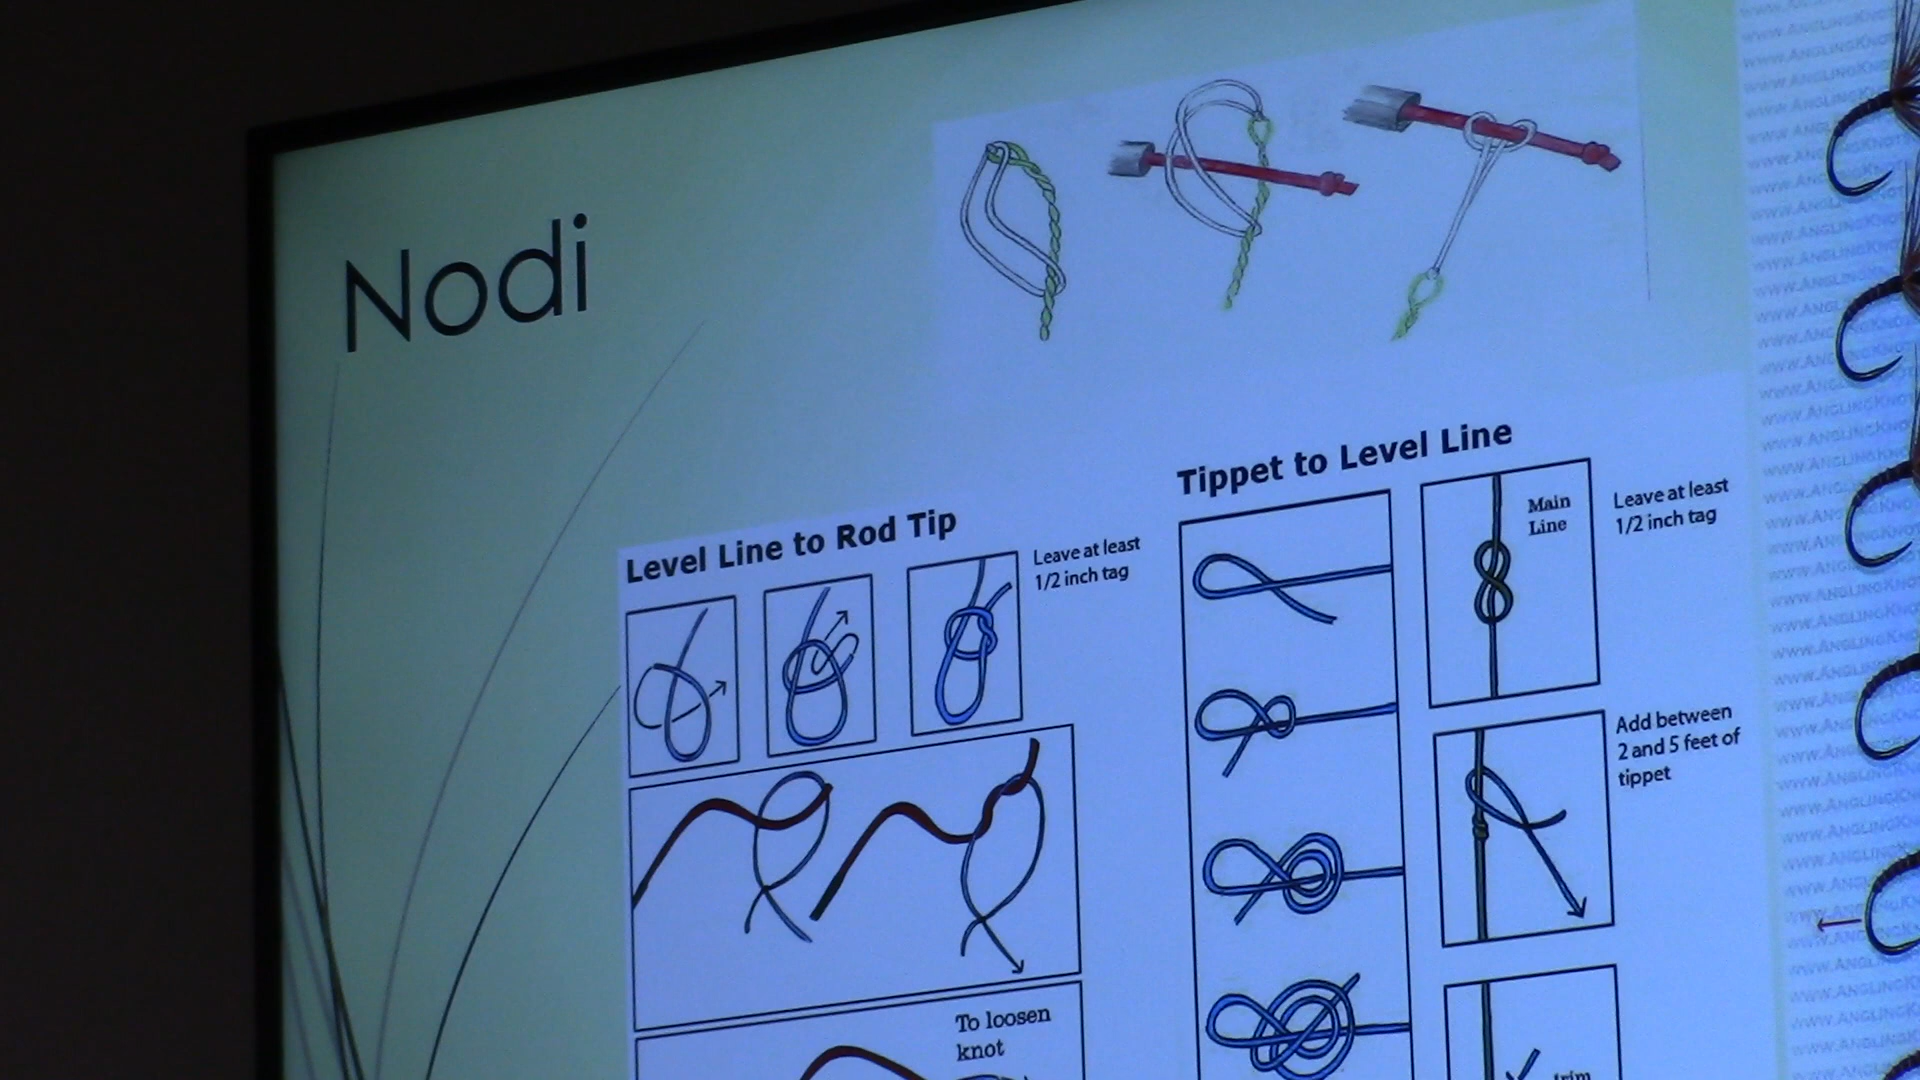 Nodi
Level Line to Rod Tip
Leave at least
1/2 inch tag
To loosen
knot
Tippet to Level Line
Main
Line
Leave at least
1/2 inch tag
Add between
2 and 5 feet of
tippet
trim